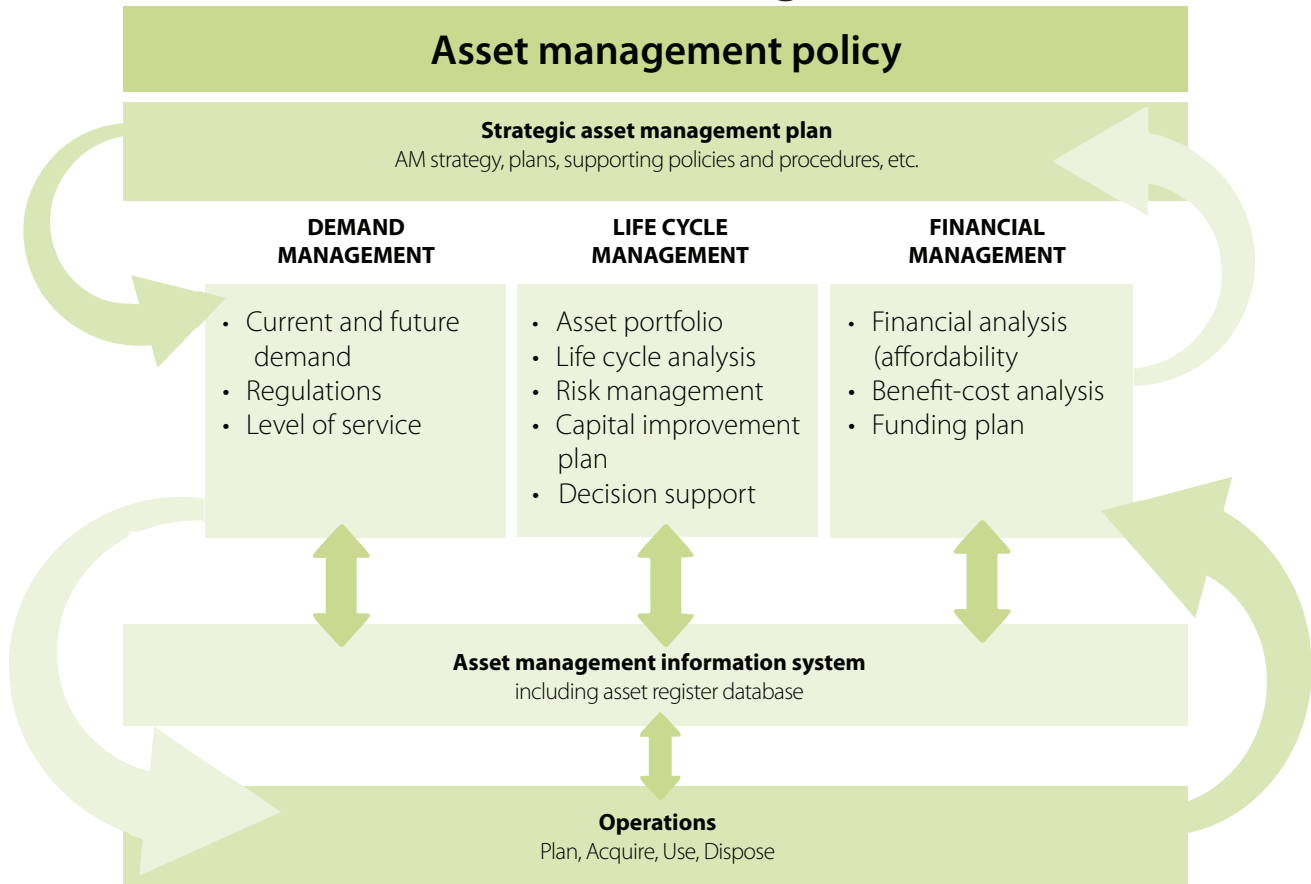 Asset management policy
Strategic asset management plan
AM strategy, plans, supporting policies and procedures, etc.
DEMAND
MANAGEMENT
• Current and future
demand
• Regulations
• Level of service
LIFE CYCLE
MANAGEMENT
• Asset portfolio
• Life cycle analysis
• Risk management
• Capital improvement
plan
• Decision support
FINANCIAL
MANAGEMENT
• Financial analysis
(affordability
• Benefit-cost analysis
• Funding plan
Asset management information system
including asset register database
Operations
Plan, Acquire, Use, Dispose